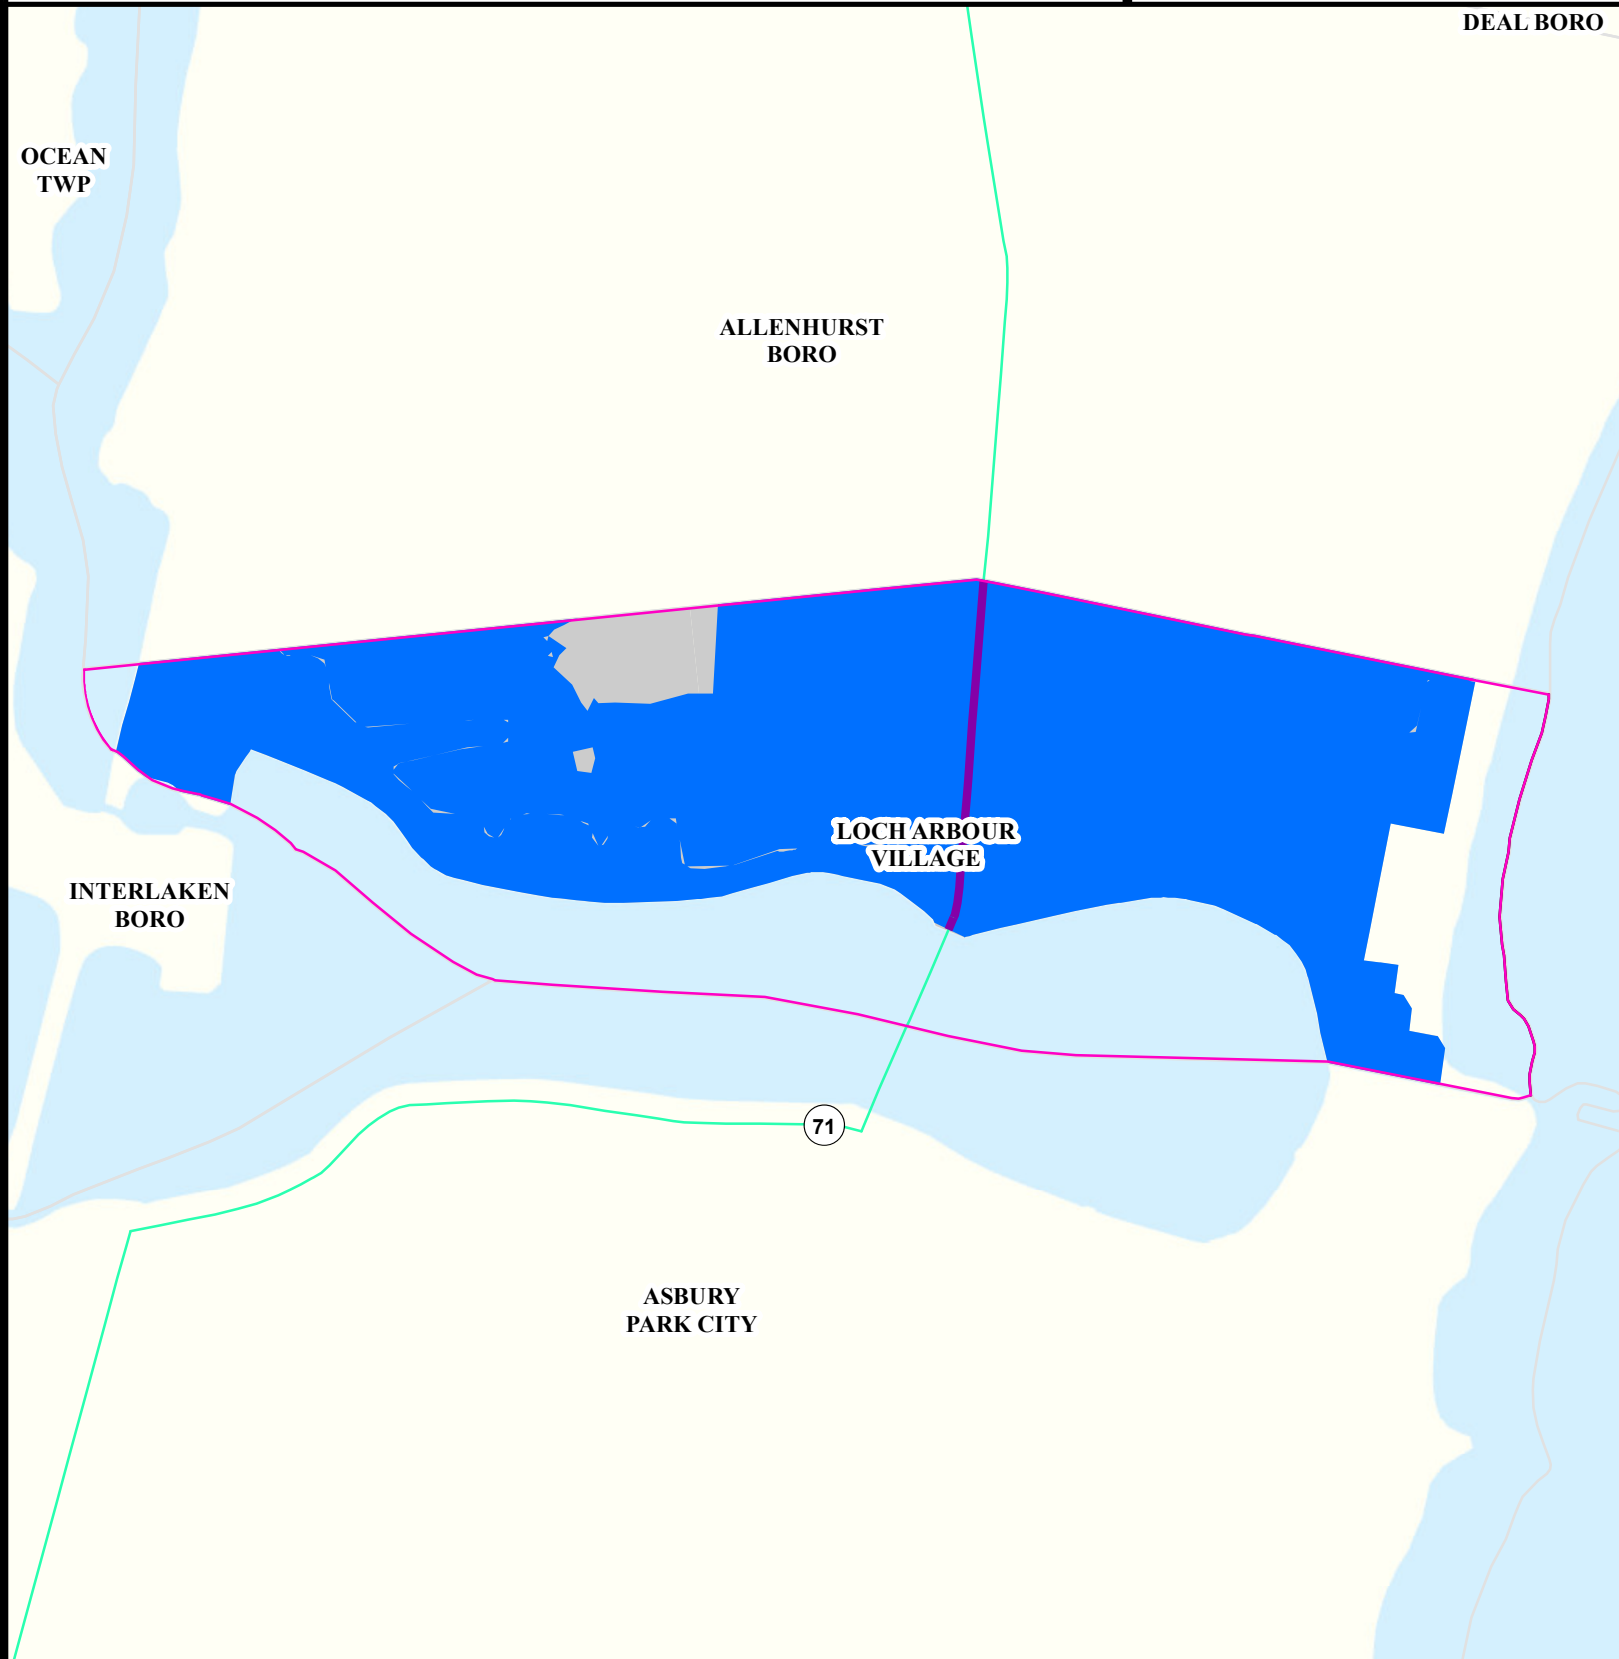 DEAL BORO
OCEAN
TWP
ALLENHURST
BORO
LOCH ARBOUR
VILLAGE
INTERLAKEN
BORO
71
ASBURY
PARK CITY